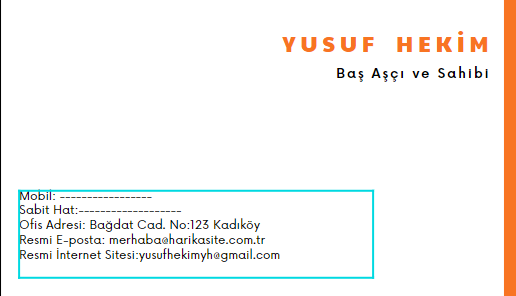 YUSUF HEKİM
Baş Aşçı ve Sahibi
Mobil: -----------------
Sabit Hat:-------------------
Ofis Adresi: Bağdat Cad. No:123 Kadıköy
Resmi E-posta: merhaba@harikasite.com.tr
Resmi İnternet Sitesi:yusufhekimyh@gmail.com